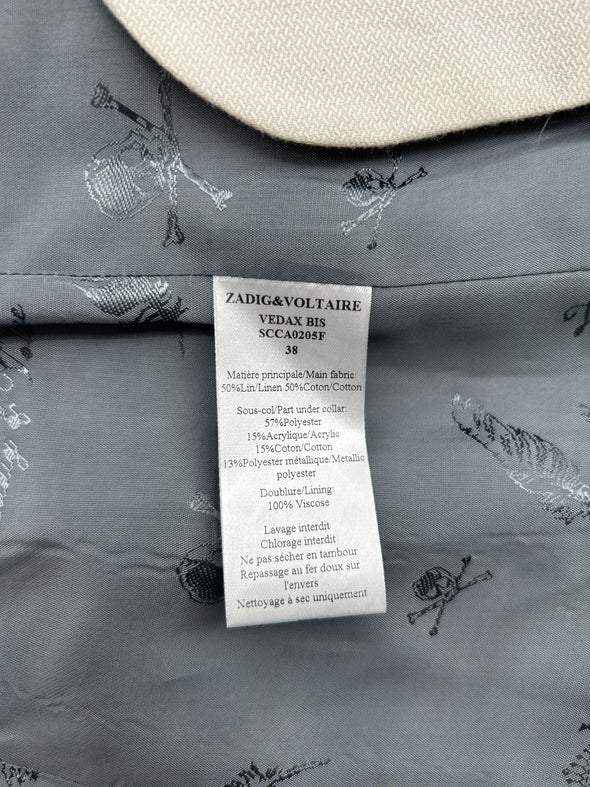 ZADIG&VOLTAIRE
VEDAX BIS
SCCA0205F
38
Matière principale/Main fabric:
50%Lin/Linen 50%Coton/Cotton
Sous-col/Part under collar:
57%Polyester
15%Acrylique/Acrylic
15%Coton/Cotton
13%Polyester métallique/Metallic
polyester
Doublure/Lining:
100% Viscose
Lavage interdit
Chlorage interdit
Ne pas sécher en tambour
Repassage au fer doux sur
l'envers
Nettoyage à sec uniquement